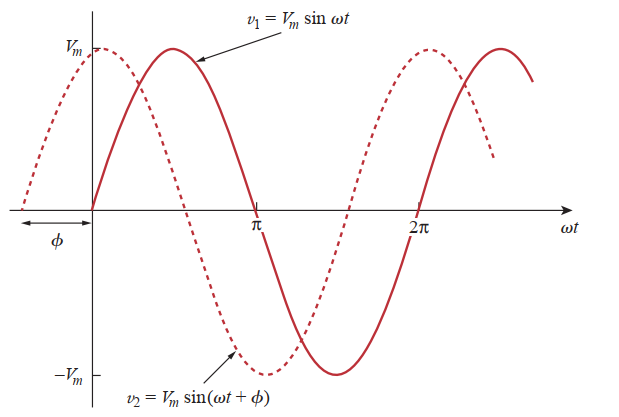 v₁ = Vₘ sin ωt
Vₘ
π
2π
ωt
ϕ
−Vₘ
v₂ = Vₘ sin(ωt + ϕ)